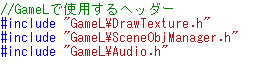 //GameLで使用するヘッダー
#include "GameL¥DrawTexture.h"
#include "GameL¥SceneObjManager.h"
#include "GameL¥Audio.h"